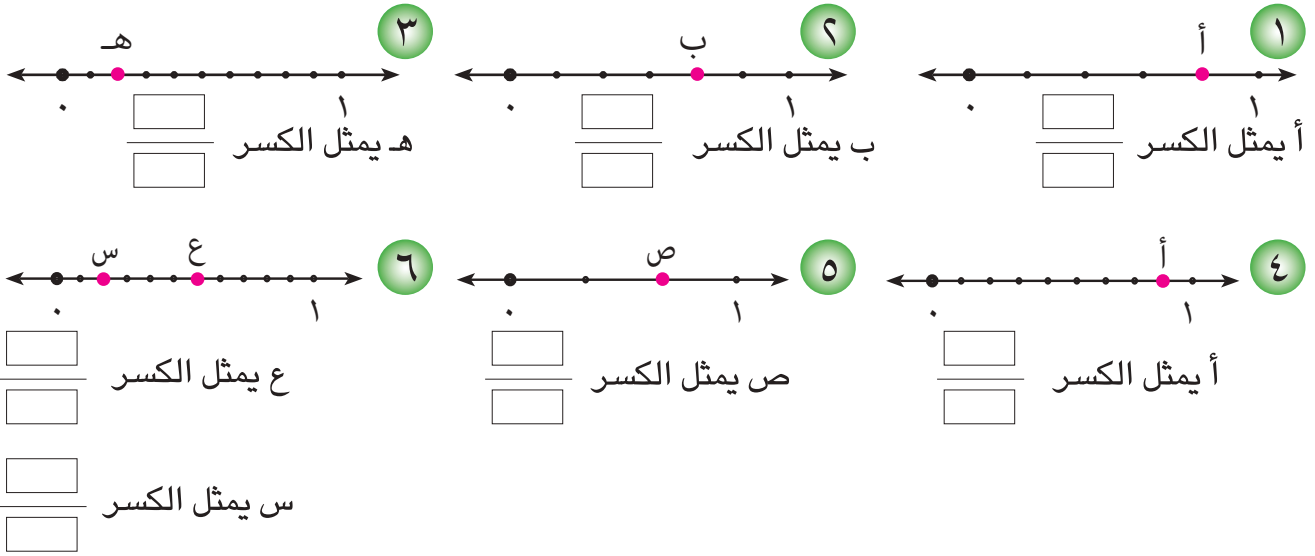 ١
أ
٠ ١
أ يمثل الكسر
٢
ب
٠ ١
ب يمثل الكسر
٣
هـ
٠ ١
هـ يمثل الكسر
٤
أ
٠ ١
أ يمثل الكسر
٥
ص
٠ ١
ص يمثل الكسر
٦
س ع
٠ ١
ع يمثل الكسر
س يمثل الكسر